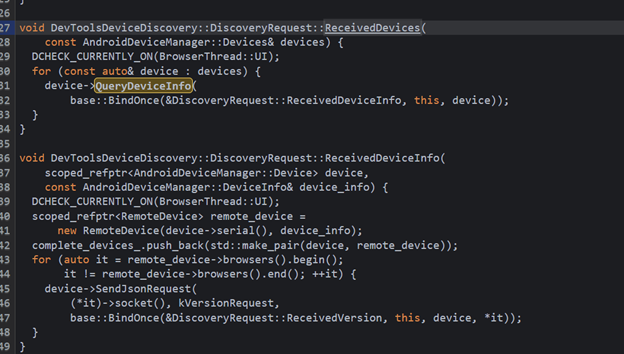 26
27 void DevToolsDeviceDiscovery::DiscoveryRequest::ReceivedDevices(
28     const AndroidDeviceManager::Devices& devices) {
29   DCHECK_CURRENTLY_ON(BrowserThread::UI);
30   for (const auto& device : devices) {
31     device->QueryDeviceInfo(
32         base::BindOnce(&DiscoveryRequest::ReceivedDeviceInfo, this, device));
33   }
34 }
35
36 void DevToolsDeviceDiscovery::DiscoveryRequest::ReceivedDeviceInfo(
37     scoped_refptr<AndroidDeviceManager::Device> device,
38     const AndroidDeviceManager::DeviceInfo& device_info) {
39   DCHECK_CURRENTLY_ON(BrowserThread::UI);
40   scoped_refptr<RemoteDevice> remote_device =
41       new RemoteDevice(device->serial(), device_info);
42   complete_devices_.push_back(std::make_pair(device, remote_device));
43   for (auto it = remote_device->browsers().begin();
44        it != remote_device->browsers().end(); ++it) {
45     device->SendJsonRequest(
46         (*it)->socket(), kVersionRequest,
47         base::BindOnce(&DiscoveryRequest::ReceivedVersion, this, device, *it));
48   }
49 }